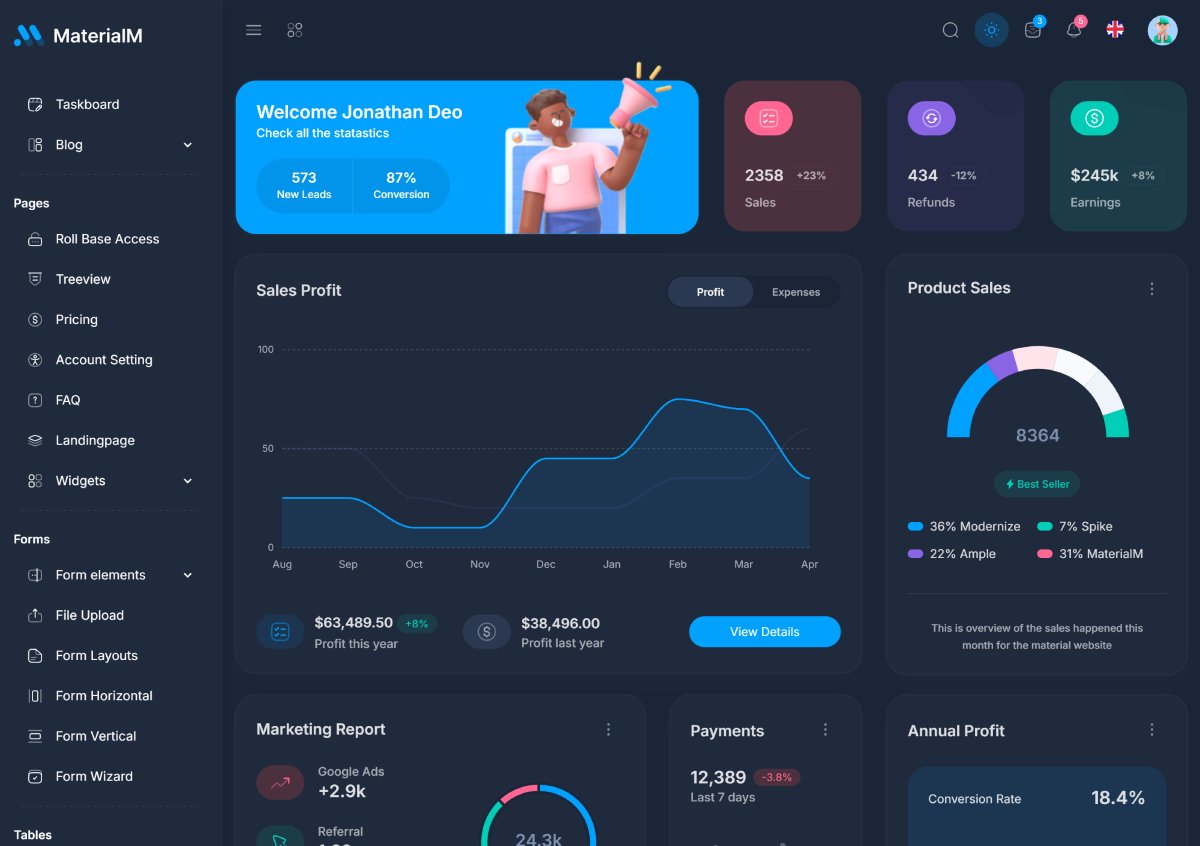 MaterialM
3
5
Taskboard
Blog
Pages
Roll Base Access
Treeview
Pricing
Account Setting
FAQ
Landingpage
Widgets
Forms
Form elements
File Upload
Form Layouts
Form Horizontal
Form Vertical
Form Wizard
Tables
Welcome Jonathan Deo
Check all the statastics
573
New Leads
87%
Conversion
2358 +23%
Sales
434 -12%
Refunds
$245k +8%
Earnings
Sales Profit
Profit Expenses
100
50
0
Aug Sep Oct Nov Dec Jan Feb Mar Apr
$63,489.50 +8%
Profit this year
$38,496.00
Profit last year
View Details
Product Sales
8364
Best Seller
36% Modernize 7% Spike
22% Ample 31% MaterialM
This is overview of the sales happened this
month for the material website
Marketing Report
Google Ads
+2.9k
Referral
24.3k
Payments
12,389 -3.8%
Last 7 days
Annual Profit
Conversion Rate 18.4%